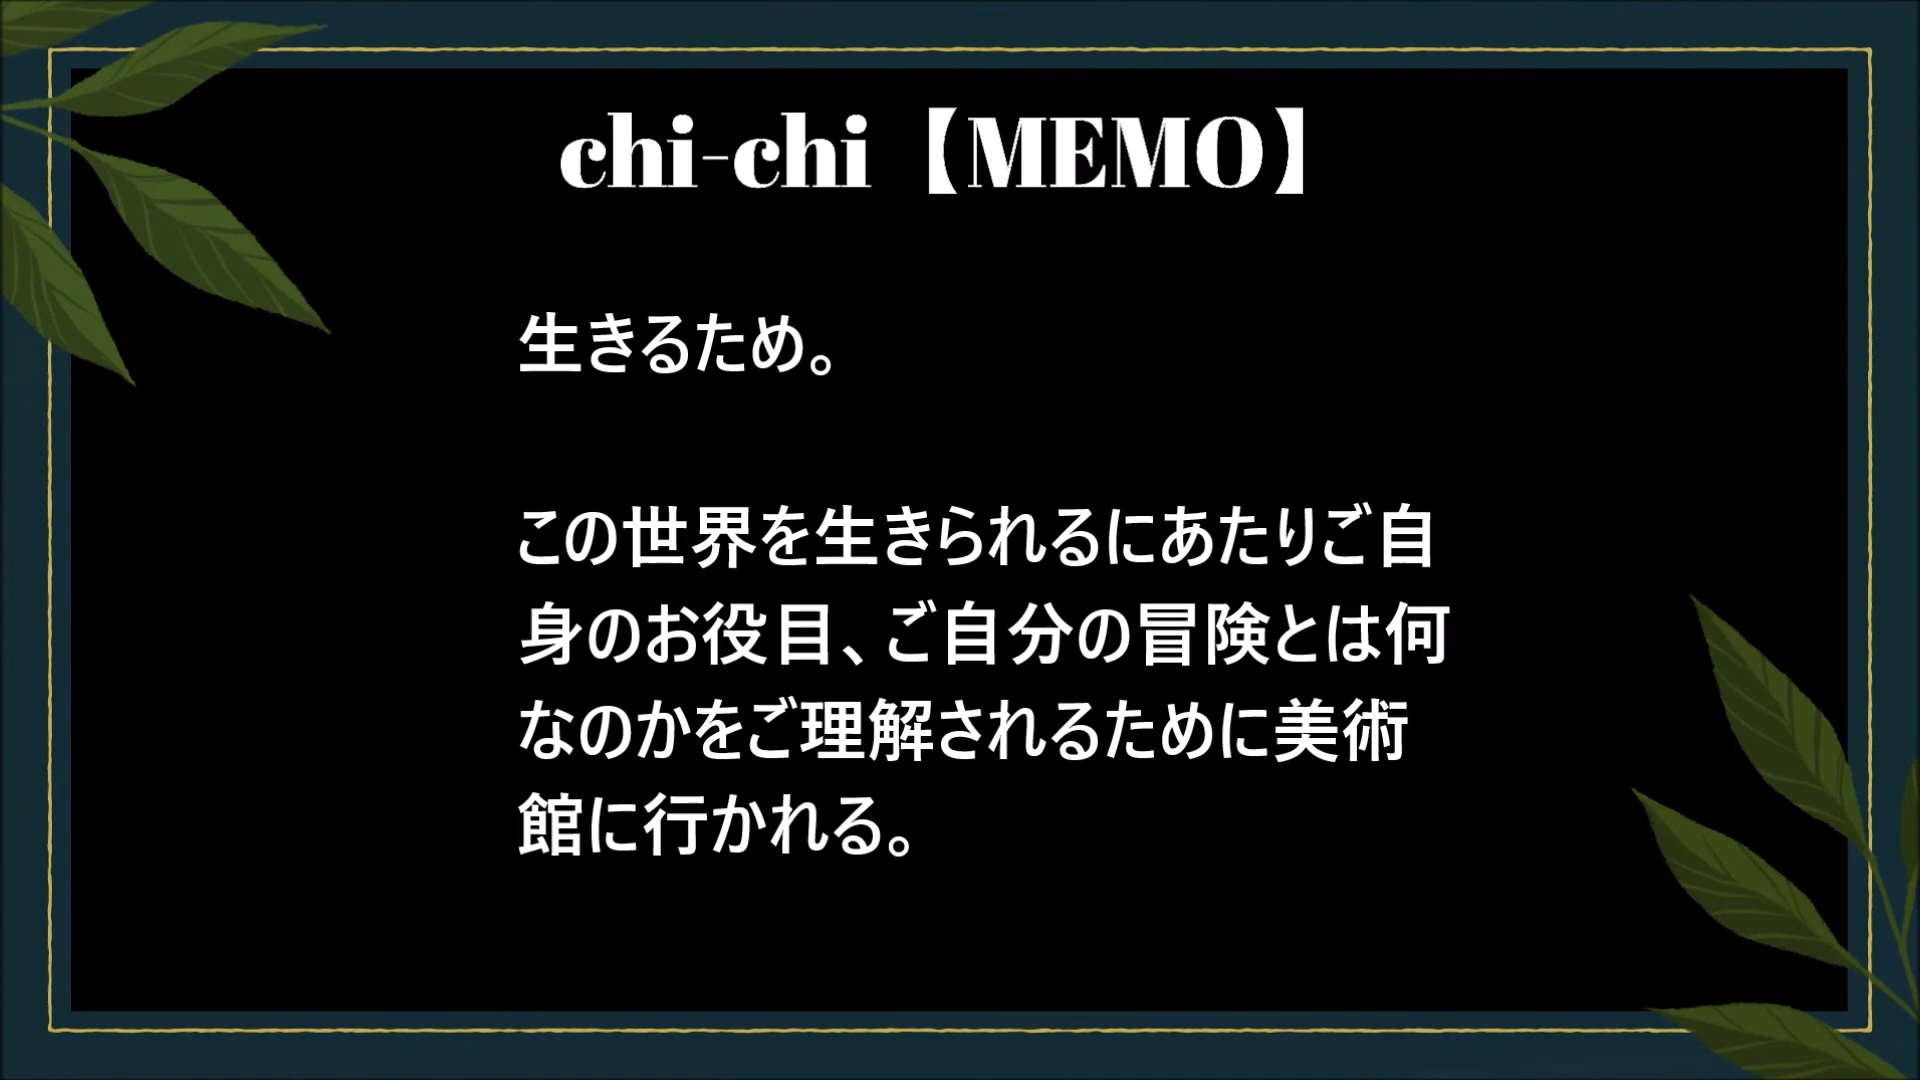 chi-chi【MEMO】
生きるため。
この世界を生きられるにあたりご自
身のお役目、ご自分の冒険とは何
なのかをご理解されるために美術
館に行かれる。